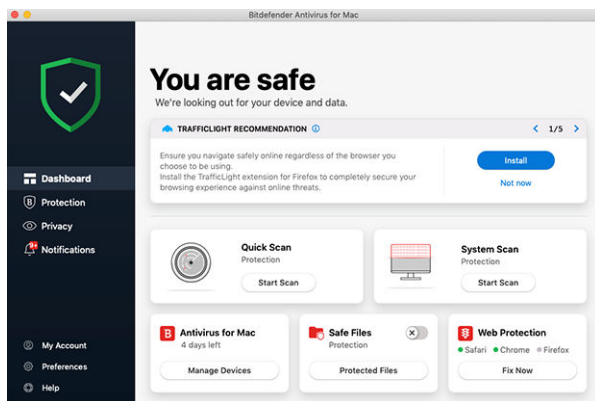 Bitdefender Antivirus for Mac
You are safe
We're looking out for your device and data.
TRAFFICLIGHT RECOMMENDATION
1/5
Ensure you navigate safely online regardless of the browser you
choose to be using.
Install the TrafficLight extension for Firefox to completely secure your
browsing experience against online threats.
Install
Not now
Dashboard
Protection
Privacy
9+
Notifications
Quick Scan
Protection
Start Scan
System Scan
Protection
Start Scan
B
Antivirus for Mac
4 days left
Manage Devices
Safe Files
Protection
Protected Files
Web Protection
Safari Chrome Firefox
Fix Now
My Account
Preferences
Help